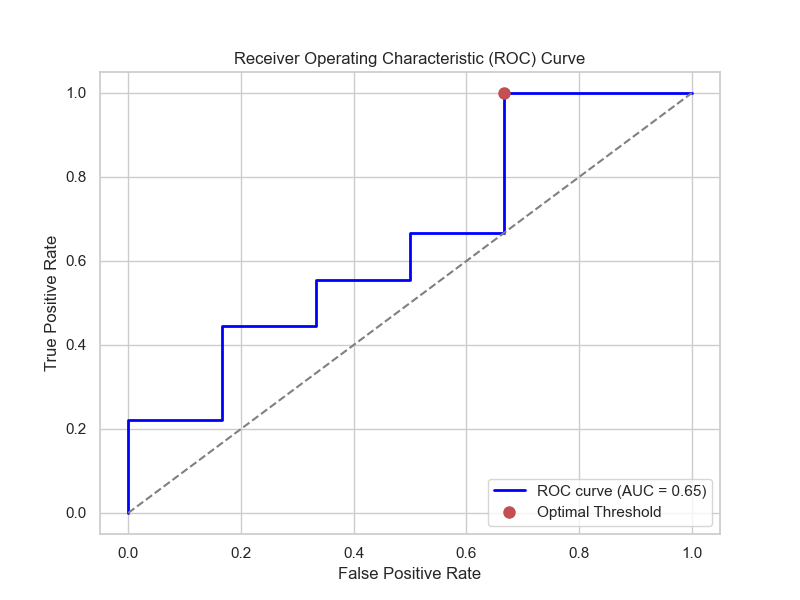 Receiver Operating Characteristic (ROC) Curve
True Positive Rate
1.0
0.8
0.6
0.4
0.2
0.0
ROC curve (AUC = 0.65)
Optimal Threshold
0.0 0.2 0.4 0.6 0.8 1.0
False Positive Rate